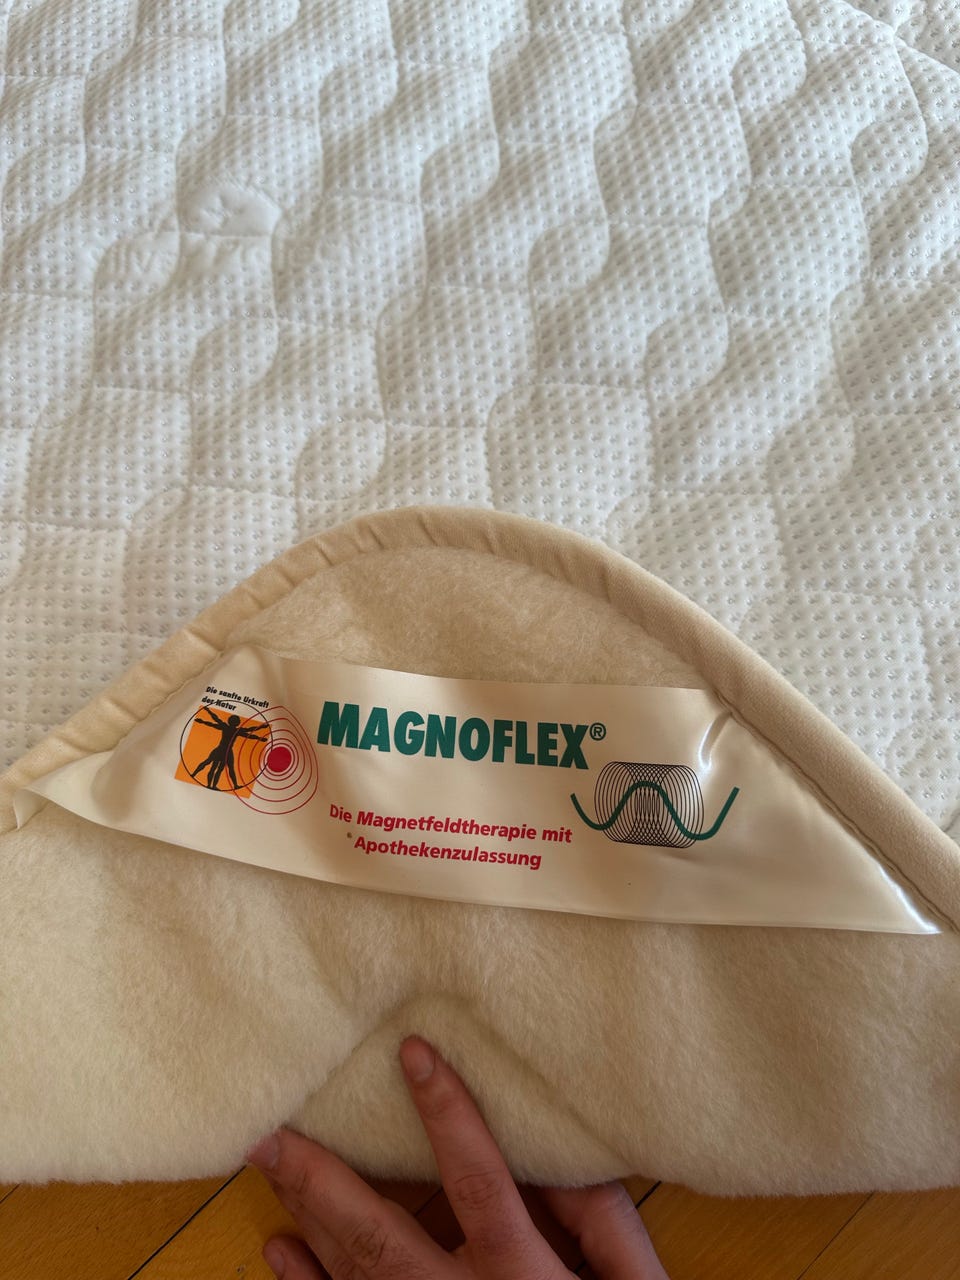 Die sanfte Urkraft
der Natur
MAGNOFLEX®
Die Magnetfeldtherapie mit
Apothekenzulassung